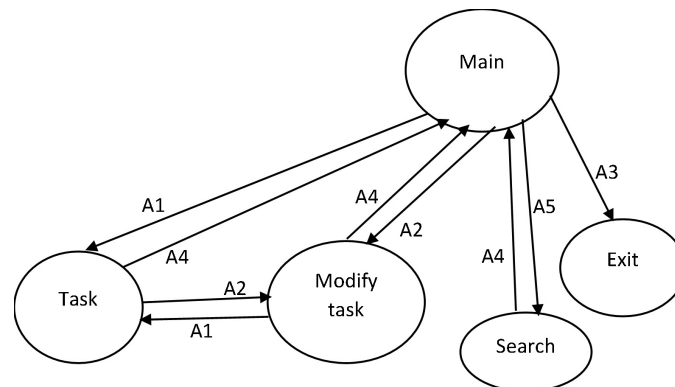 Main
A1
A4
A4
A2
A5
A3
A4
Task
A2
A1
Modify
task
Exit
Search